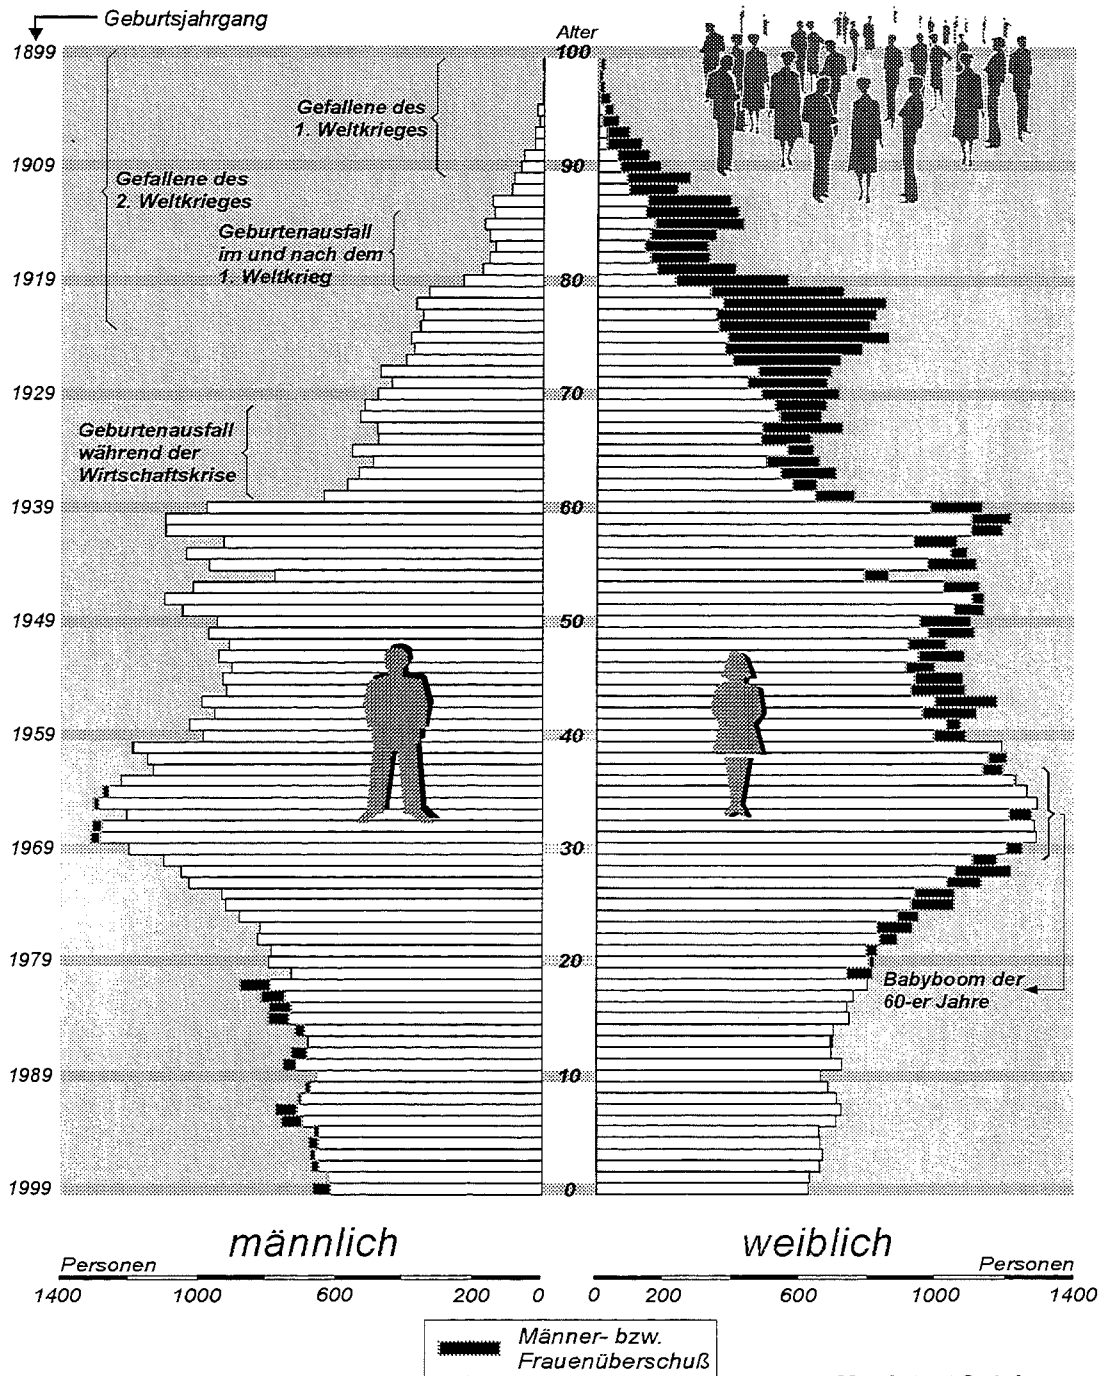 Geburtsjahrgang
Alter
1899
100
Gefallene des
1. Weltkrieges
1909
90
Gefallene des
2. Weltkrieges
Geburtenausfall
im und nach dem
1. Weltkrieg
1919
80
1929
70
Geburtenausfall
während der
Wirtschaftskrise
1939
60
1949
50
1959
40
1969
30
1979
20
Babyboom der
60-er Jahre
1989
10
1999
0
männlich
weiblich
Personen
Personen
1400 1000 600 200 0
0 200 600 1000 1400
Männer- bzw.
Frauenüberschuß